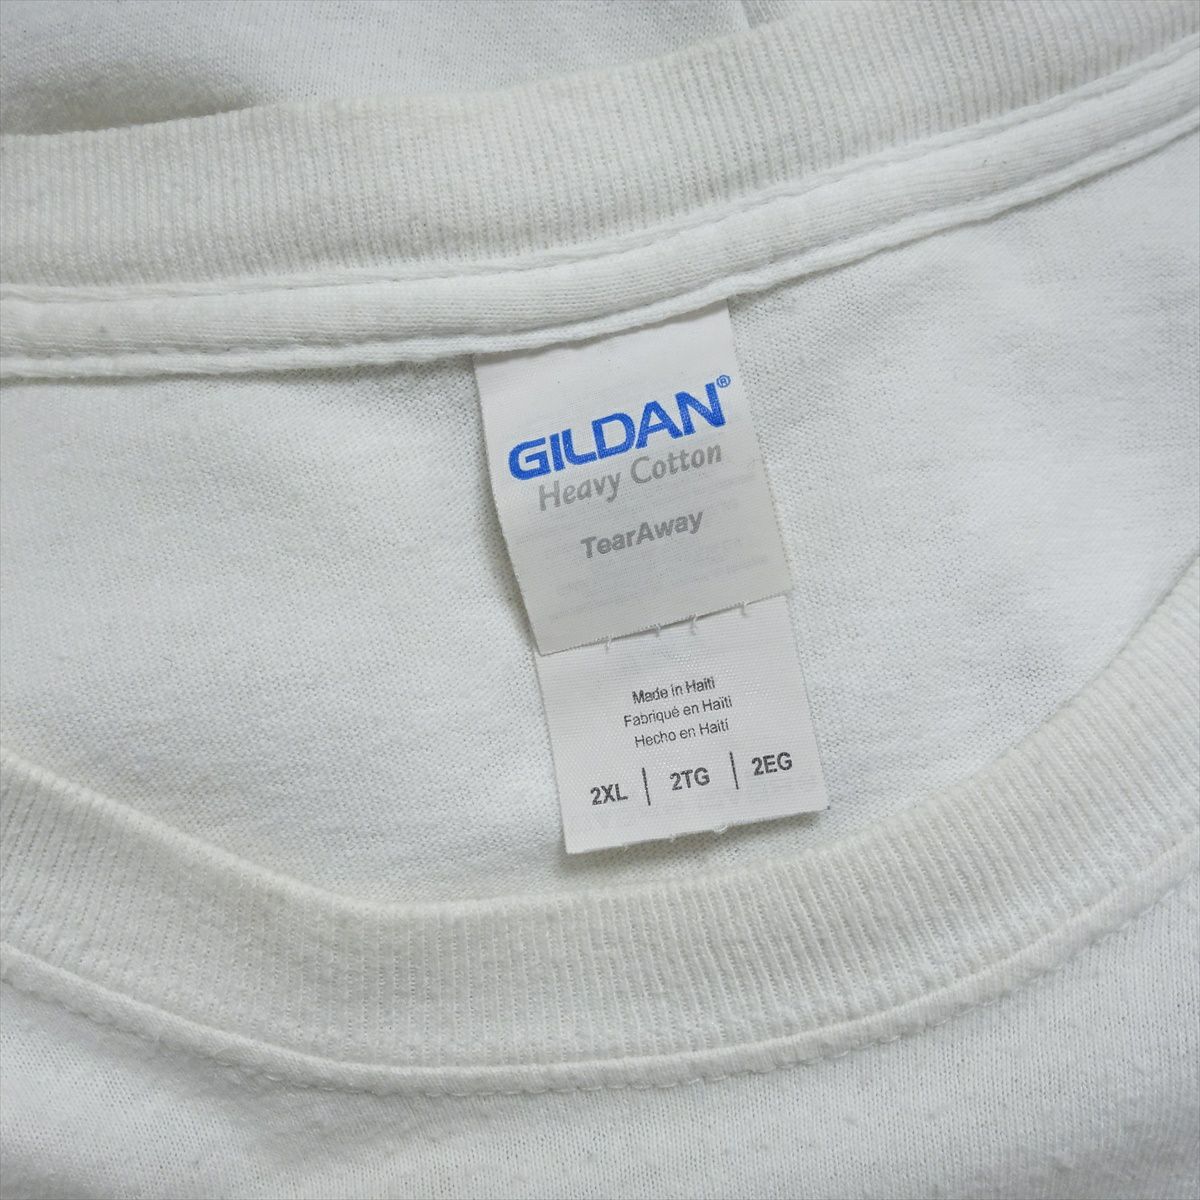 GILDAN®
Heavy Cotton
TearAway
Made in Haiti
Fabriqué en Haïti
Hecho en Haití
2XL | 2TG | 2EG